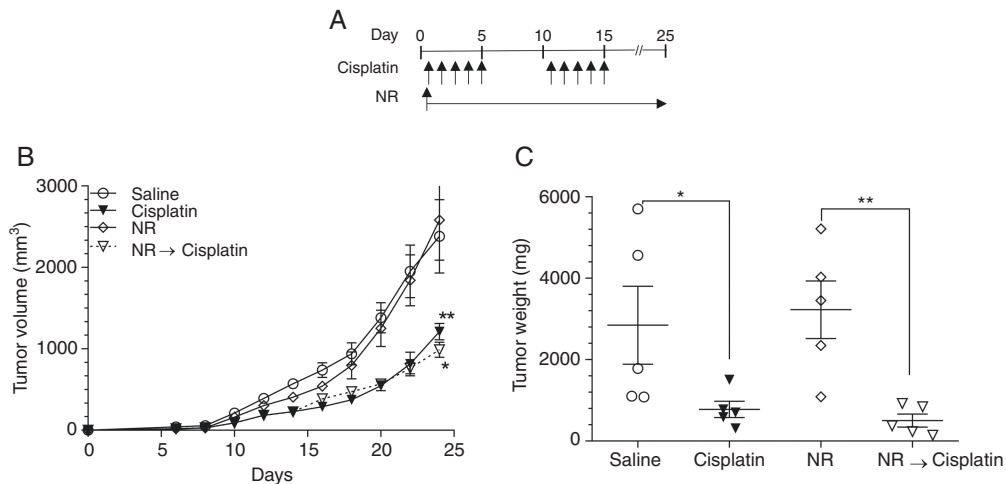 A
Day 0 5 10 15 25
Cisplatin
NR
B
Saline
Cisplatin
NR
NR → Cisplatin
**
*
3000
2000
1000
0
Tumor volume (mm³)
0 5 10 15 20 25
Days
C
* **
6000
4000
2000
0
Tumor weight (mg)
Saline Cisplatin NR NR → Cisplatin